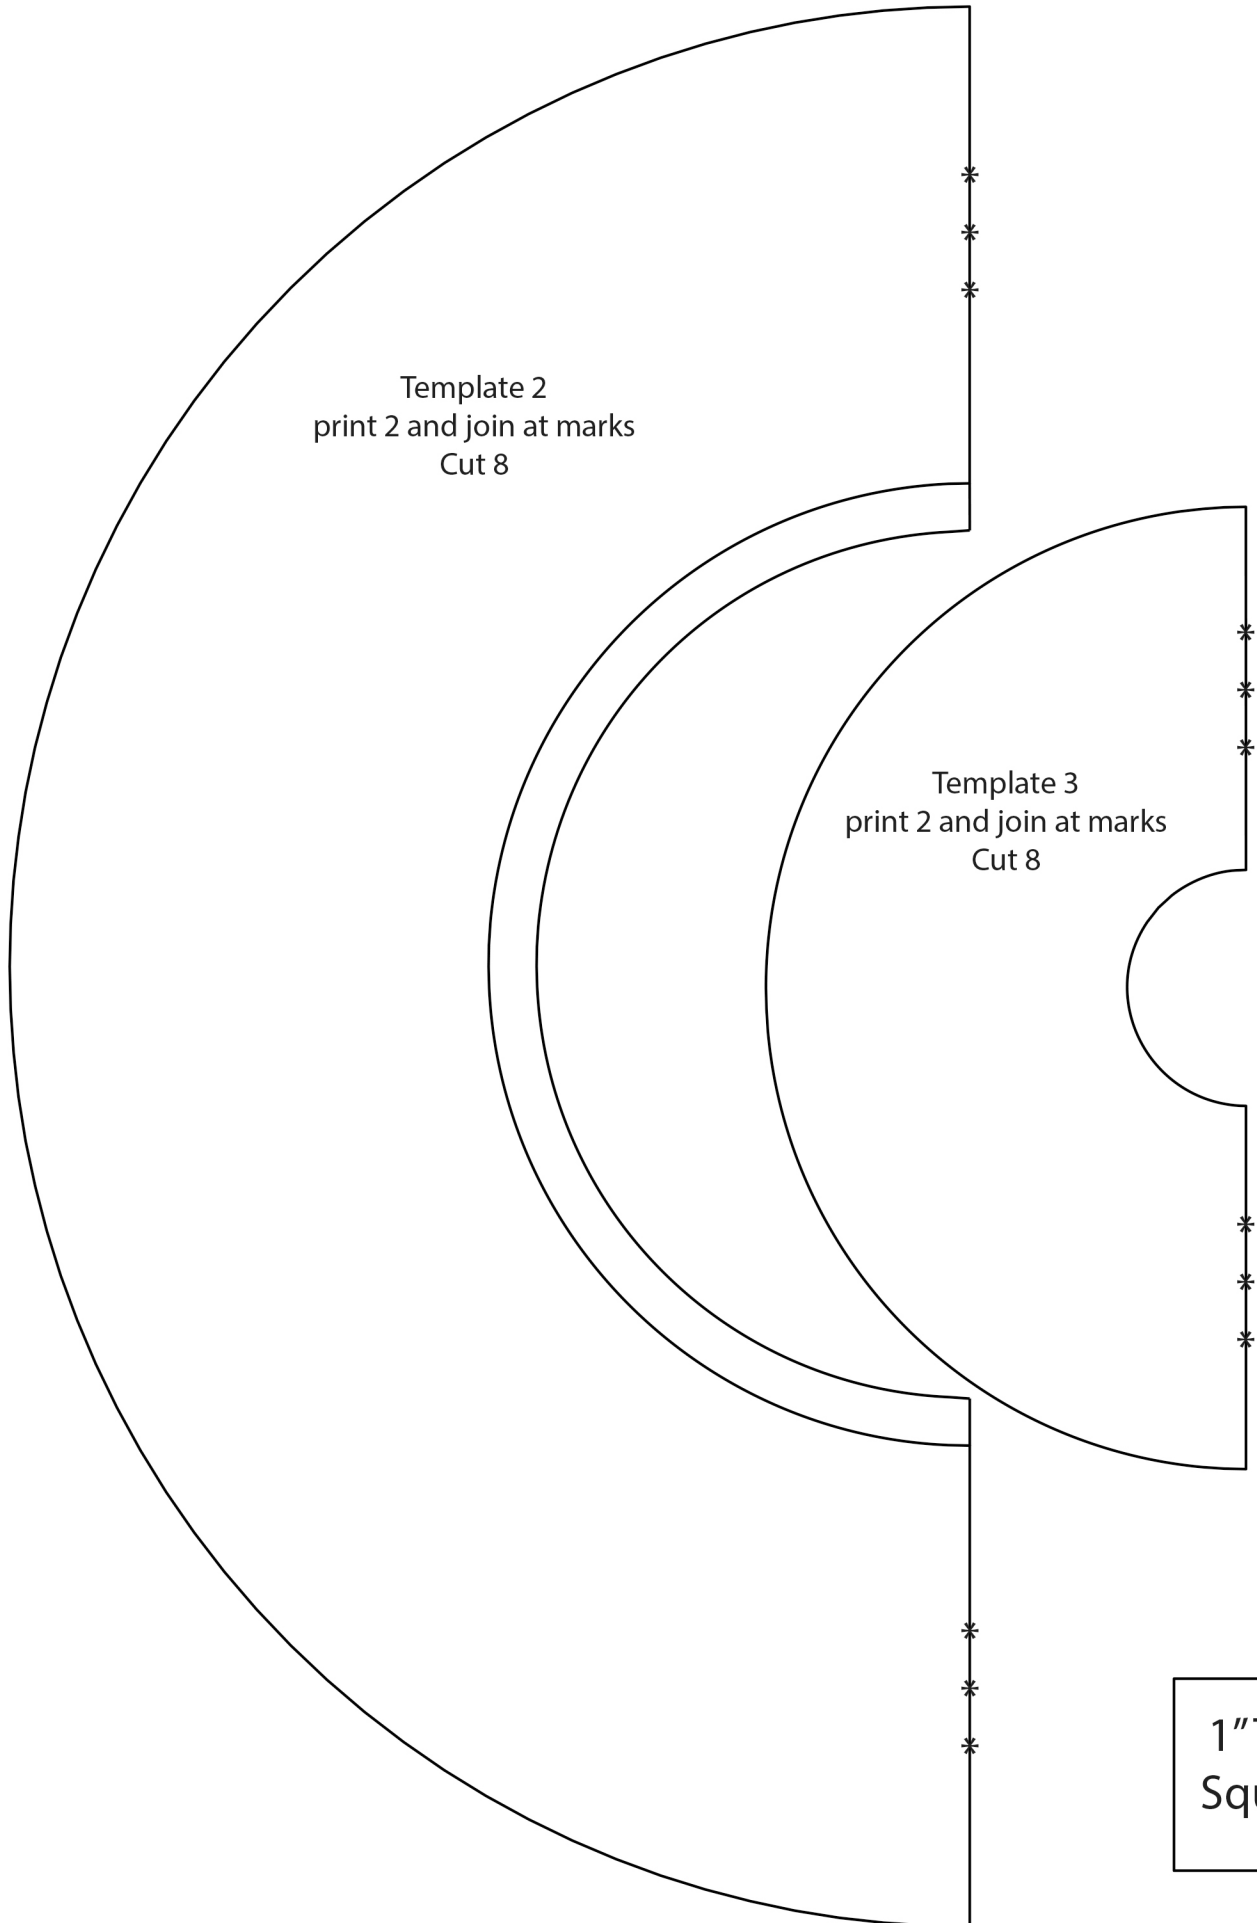 Template 2
print 2 and join at marks
Cut 8
Template 3
print 2 and join at marks
Cut 8
1"